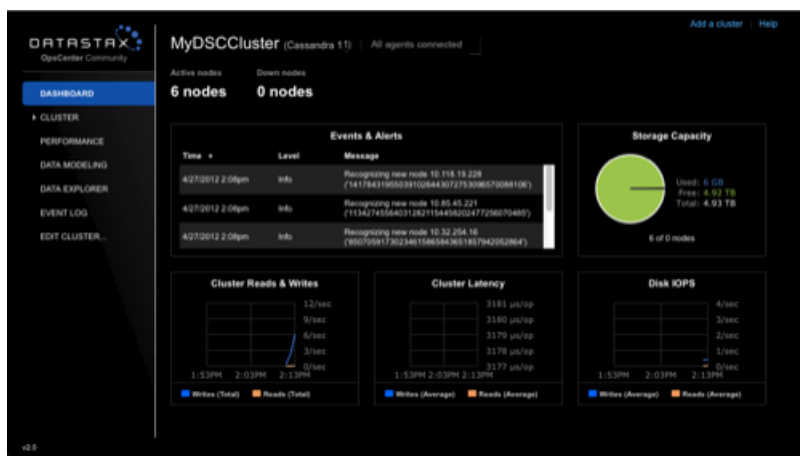 Add a cluster | Help
DATASTAX
OpsCenter Community
MyDSCCluster (Cassandra 1.1) | All agents connected
Active nodes
Down nodes
6 nodes
0 nodes
DASHBOARD
CLUSTER
PERFORMANCE
DATA MODELING
DATA EXPLORER
EVENT LOG
EDIT CLUSTER...
Events & Alerts
Time Level Message
4/27/2012 2:08pm Info Recognizing new node 10.118.19.228
4/27/2012 2:08pm Info Recognizing new node 10.85.45.221
4/27/2012 2:08pm Info Recognizing new node 10.32.254.16
Storage Capacity
Used: 6 GB
Free: 4.92 TB
Total: 4.93 TB
6 of 0 nodes
Cluster Reads & Writes
12/sec
9/sec
6/sec
3/sec
0/sec
1:53PM 2:03PM 2:13PM
Writes (Total) Reads (Total)
Cluster Latency
3181 µs/op
3180 µs/op
3179 µs/op
3178 µs/op
3177 µs/op
1:53PM 2:03PM 2:13PM
Writes (Average) Reads (Average)
Disk IOPS
4/sec
3/sec
2/sec
1/sec
0/sec
1:53PM 2:03PM 2:13PM
Writes (Average) Reads (Average)
v2.0